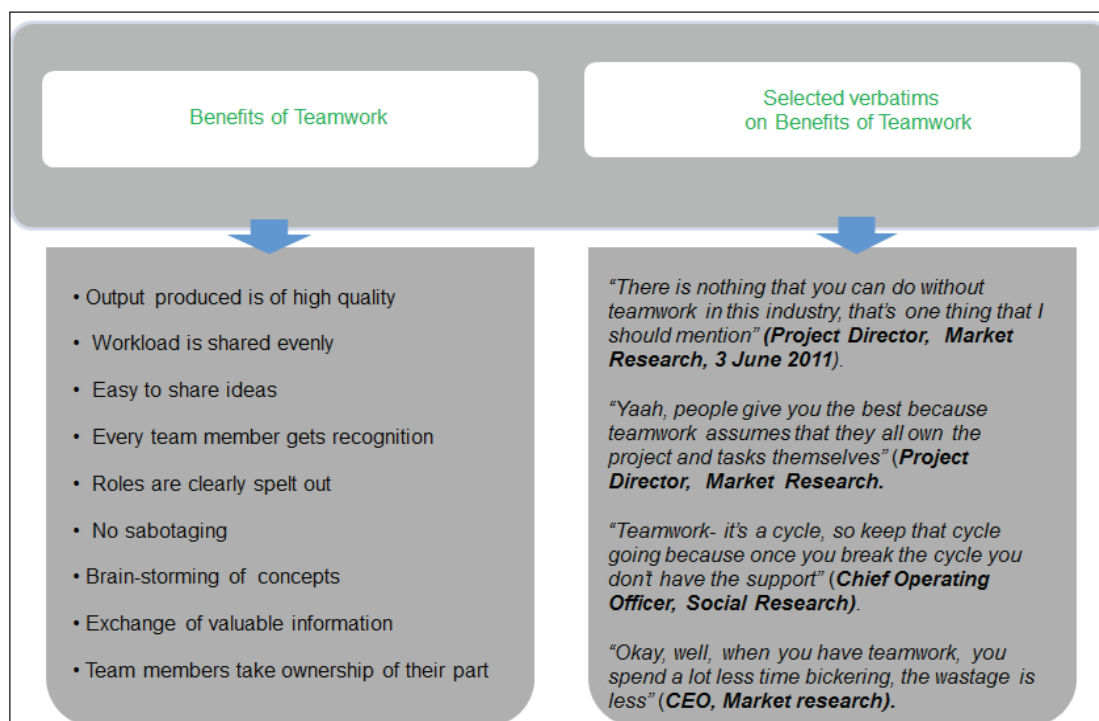 Benefits of Teamwork
Selected verbatims
on Benefits of Teamwork
• Output produced is of high quality
• Workload is shared evenly
• Easy to share ideas
• Every team member gets recognition
• Roles are clearly spelt out
• No sabotaging
• Brain-storming of concepts
• Exchange of valuable information
• Team members take ownership of their part
“There is nothing that you can do without
teamwork in this industry, that’s one thing that I
should mention” (Project Director, Market
Research, 3 June 2011).
“Yaah, people give you the best because
teamwork assumes that they all own the
project and tasks themselves” (Project
Director, Market Research.
“Teamwork- it’s a cycle, so keep that cycle
going because once you break the cycle you
don’t have the support” (Chief Operating
Officer, Social Research).
“Okay, well, when you have teamwork, you
spend a lot less time bickering, the wastage is
less” (CEO, Market research).